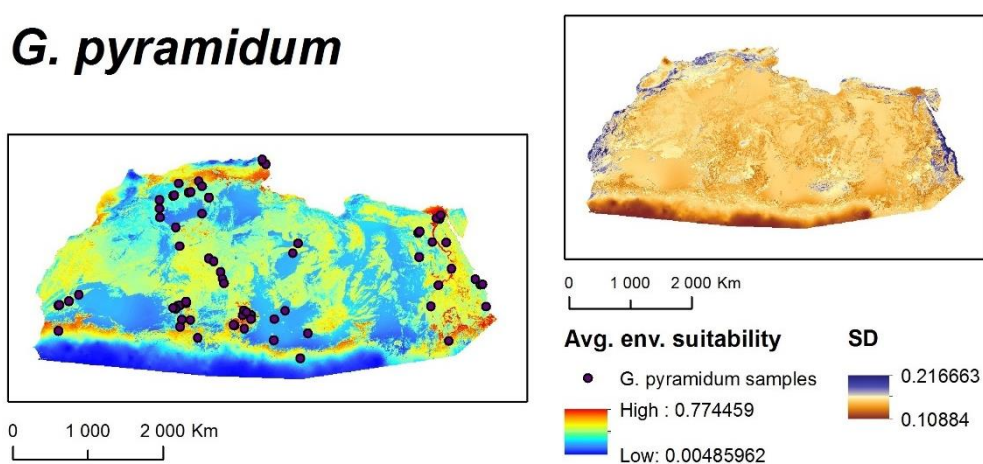 G. pyramidum
0 1 000 2 000 Km
0 1 000 2 000 Km
Avg. env. suitability
G. pyramidum samples
High : 0.774459
Low: 0.00485962
SD
0.216663
0.10884